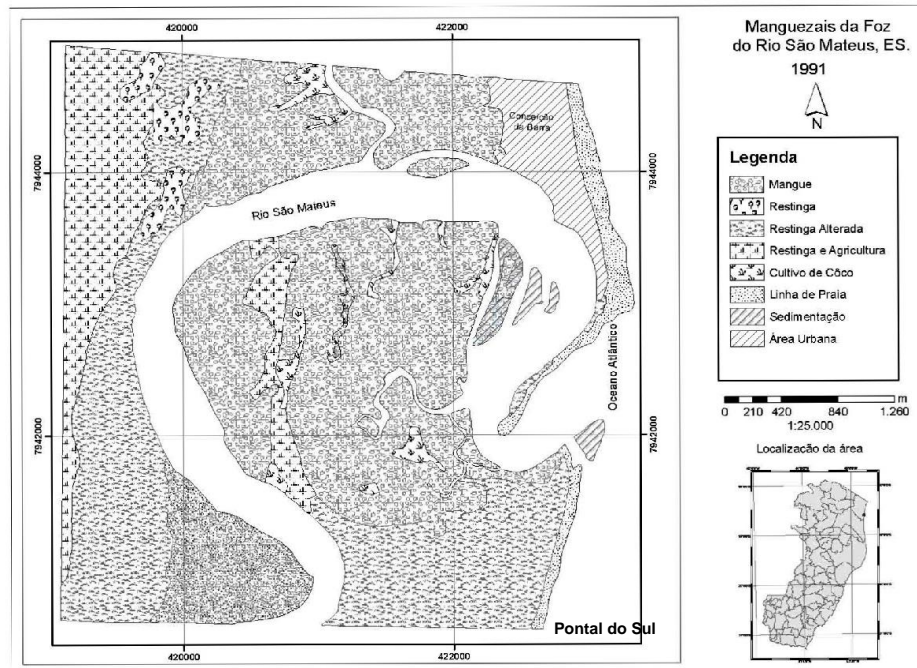 420000
422000
Manguezais da Foz
do Rio São Mateus, ES.
1991
N
Conceição
da Barra
7944000
7944000
Rio São Mateus
Legenda
Mangue
Restinga
Restinga Alterada
Restinga e Agricultura
Cultivo de Côco
Linha de Praia
Sedimentação
Área Urbana
Oceano Atlântico
m
0 210 420 840 1.260
1:25.000
7942000
7942000
Localização da área
Pontal do Sul
420000
422000